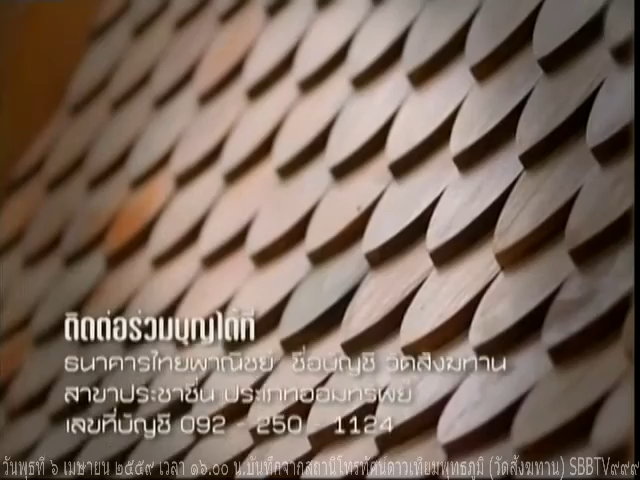 ติดต่อร่วมบุญได้ที่
ธนาคารไทยพาณิชย์ ชื่อบัญชี วัดสังฆทาน
สาขาประชาชื่น ประเภทออมทรัพย์
เลขที่บัญชี 092 - 250 - 1124
วันพุธที่ ๖ เมษายน ๒๕๕๙ เวลา ๑๖.๐๐ น.บันทึกจากสถานีโทรทัศน์ดาวเทียมพุทธภูมิ (วัดสังฆทาน) SBBTV๙๙๙